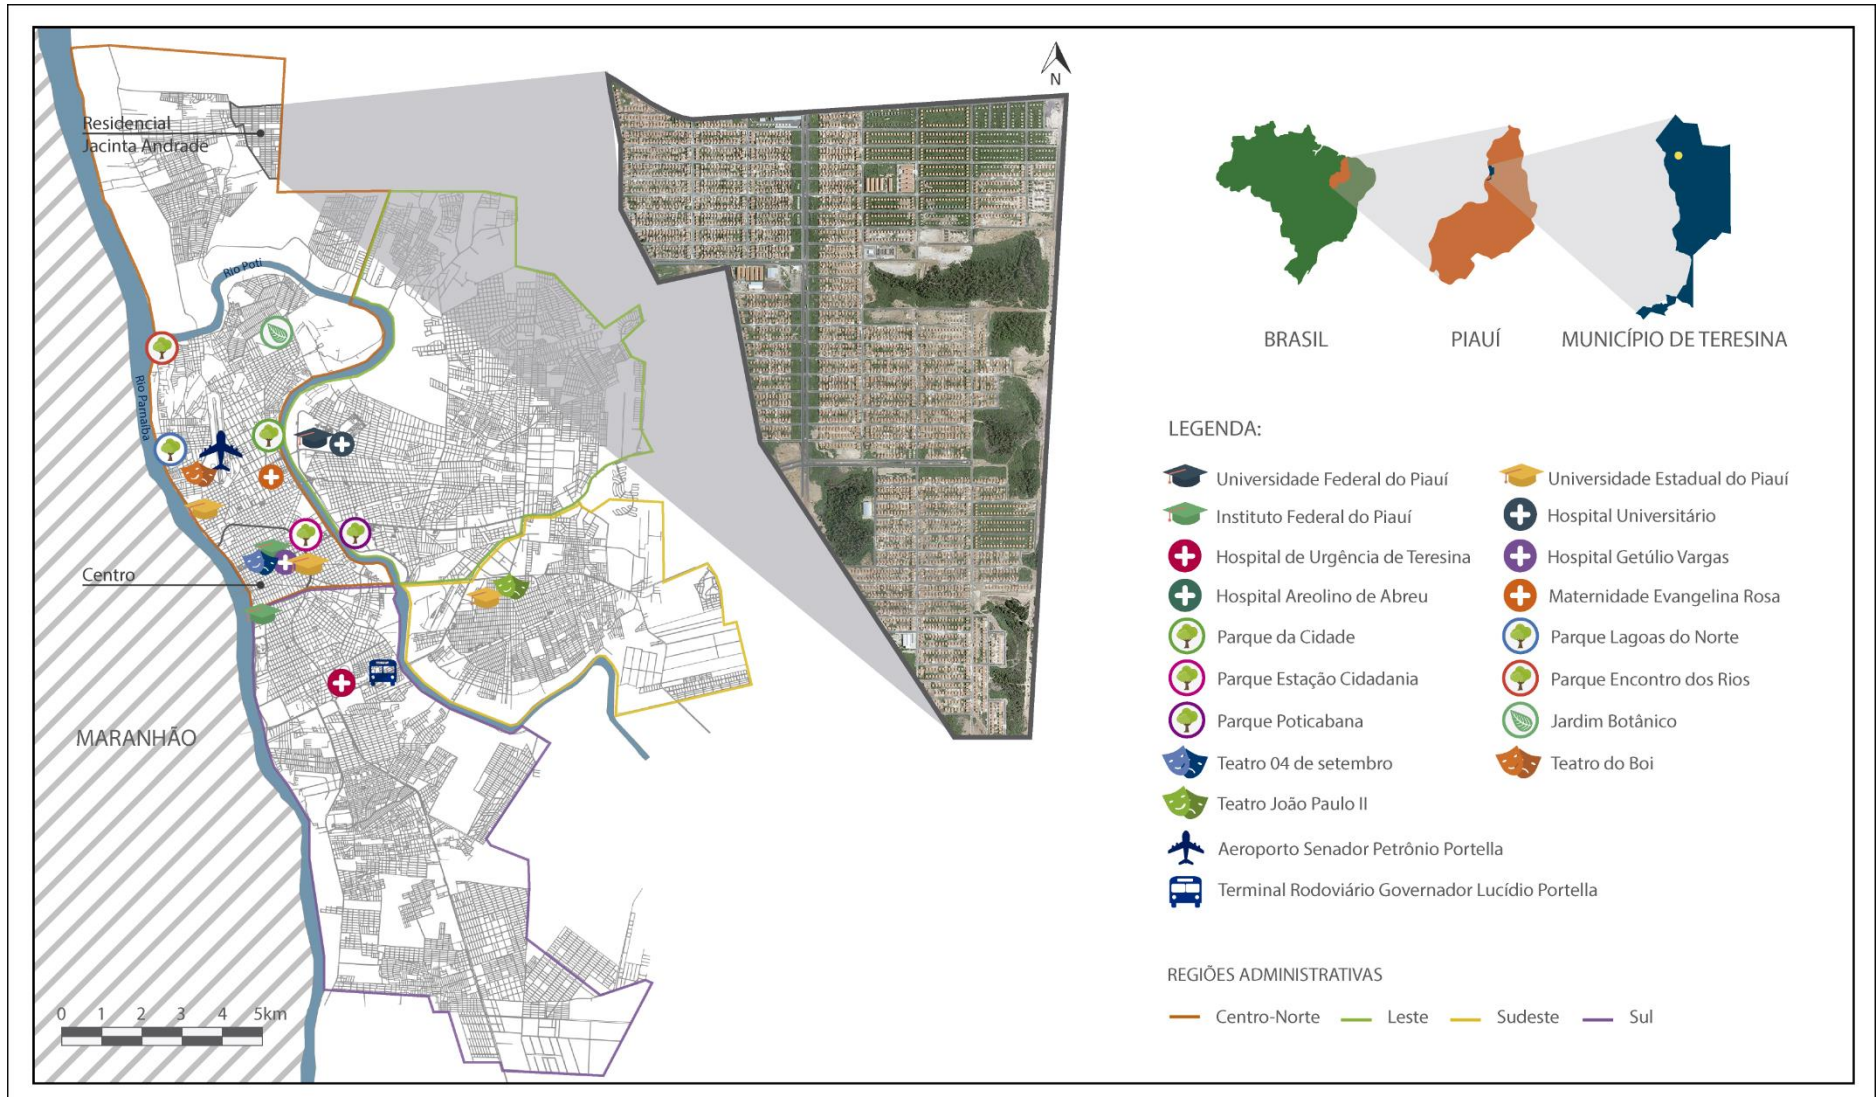 Residencial
Jacinta Andrade
Rio Poti
Rio Parnaíba
Centro
MARANHÃO
0 1 2 3 4 5km
N
BRASIL
PIAUÍ
MUNICÍPIO DE TERESINA
LEGENDA:
Universidade Federal do Piauí
Universidade Estadual do Piauí
Instituto Federal do Piauí
Hospital Universitário
Hospital de Urgência de Teresina
Hospital Getúlio Vargas
Hospital Areolino de Abreu
Maternidade Evangelina Rosa
Parque da Cidade
Parque Lagoas do Norte
Parque Estação Cidadania
Parque Encontro dos Rios
Parque Poticabana
Jardim Botânico
Teatro 04 de setembro
Teatro do Boi
Teatro João Paulo II
Aeroporto Senador Petrônio Portella
Terminal Rodoviário Governador Lucídio Portella
REGIÕES ADMINISTRATIVAS
Centro-Norte
Leste
Sudeste
Sul